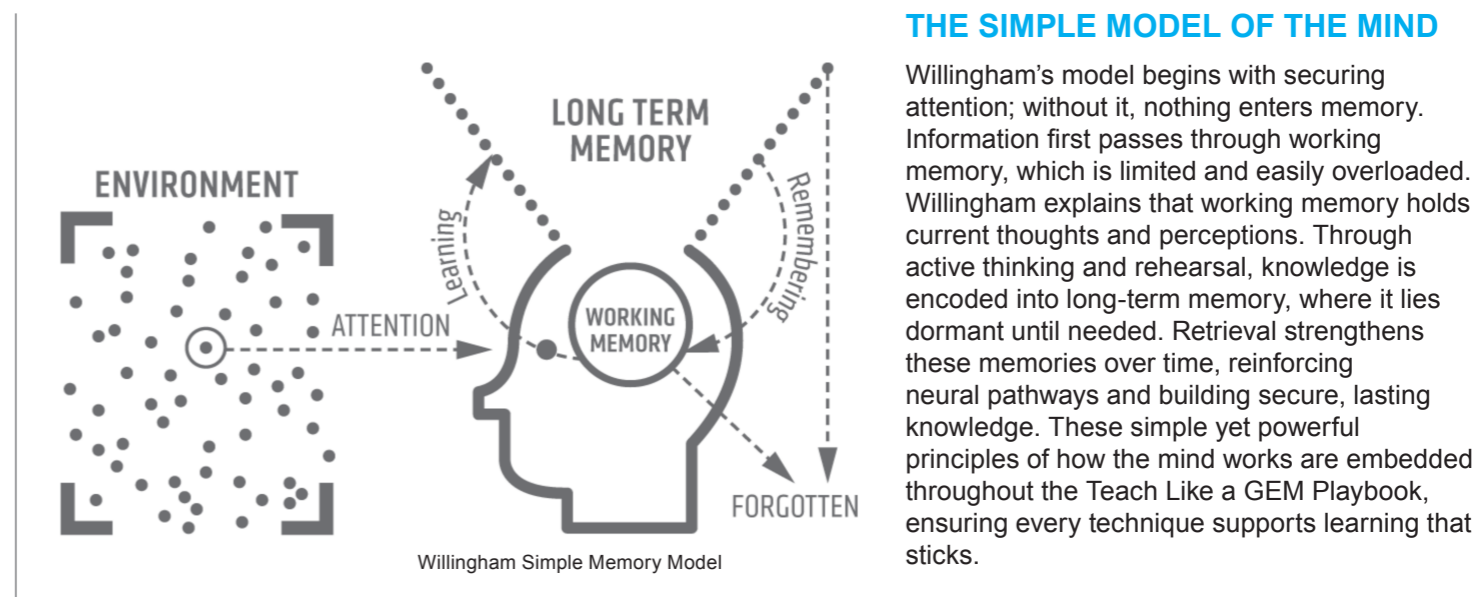 ENVIRONMENT
ATTENTION
Learning
LONG TERM
MEMORY
Remembering
WORKING
MEMORY
FORGOTTEN
Willingham Simple Memory Model
THE SIMPLE MODEL OF THE MIND
Willingham’s model begins with securing
attention; without it, nothing enters memory.
Information first passes through working
memory, which is limited and easily overloaded.
Willingham explains that working memory holds
current thoughts and perceptions. Through
active thinking and rehearsal, knowledge is
encoded into long-term memory, where it lies
dormant until needed. Retrieval strengthens
these memories over time, reinforcing
neural pathways and building secure, lasting
knowledge. These simple yet powerful
principles of how the mind works are embedded
throughout the Teach Like a GEM Playbook,
ensuring every technique supports learning that
sticks.